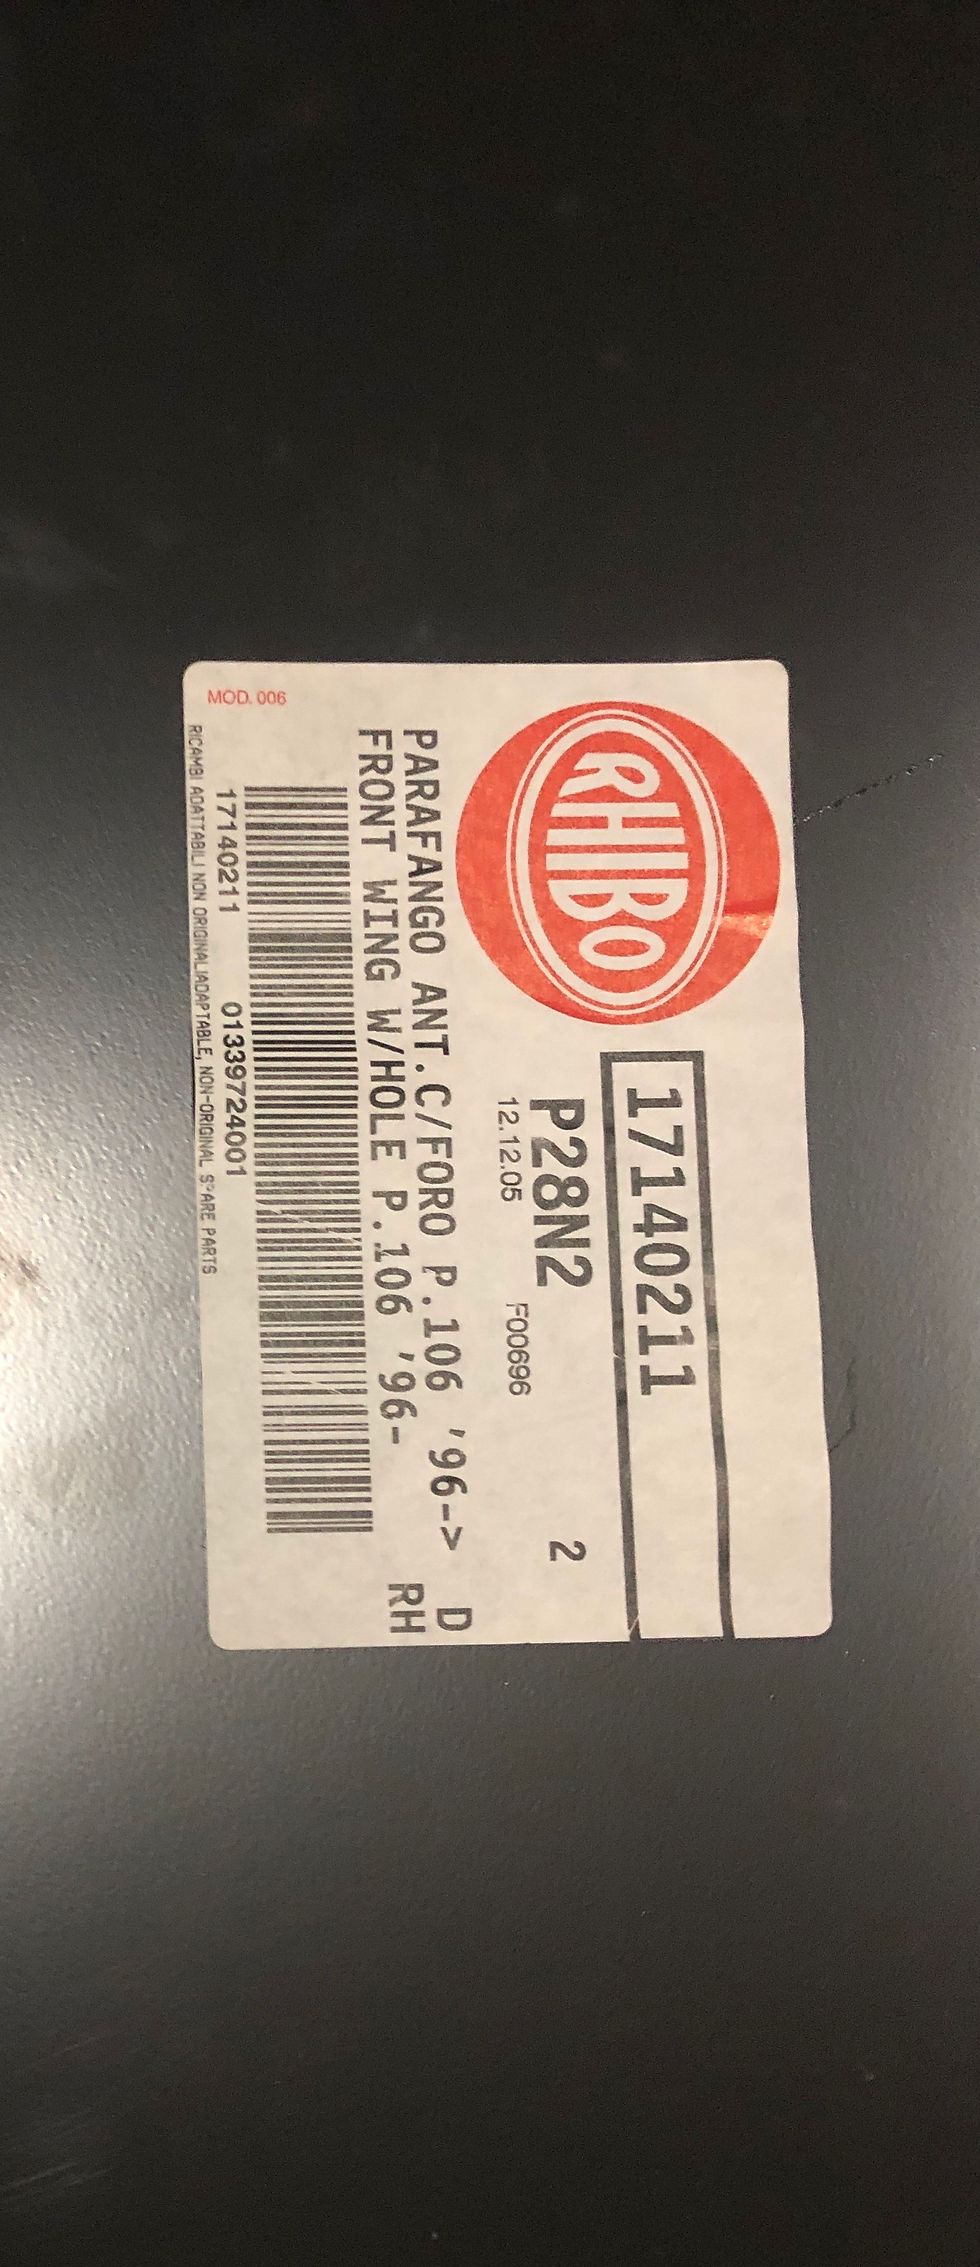 RHIBO
17140211
P28N2 2
12.12.05 F00696
PARAFANGO ANT.C/FORO P.106 '96-> D
FRONT WING W/HOLE P.106 '96- RH
17140211 01339724001
MOD. 006
RICAMBI ADATTABILI NON ORIGINALI/ADAPTABLE, NON-ORIGINAL SPARE PARTS